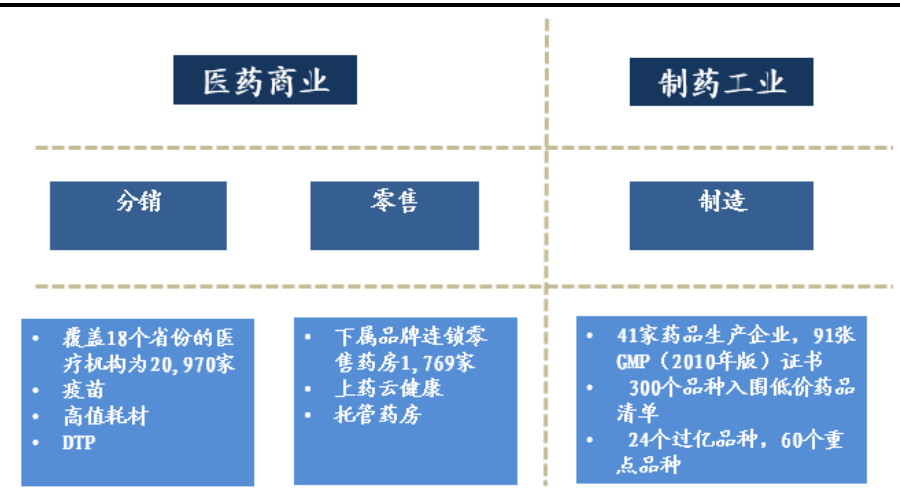 医药商业
制药工业
分销
零售
制造
• 覆盖18个省份的医
疗机构为20,970家
• 疫苗
• 高值耗材
• DTP
• 下属品牌连锁零
售药房1,769家
• 上药云健康
• 托管药房
• 41家药品生产企业，91张
GMP（2010年版）证书
• 300个品种入围低价药品
清单
• 24个过亿品种，60个重
点品种